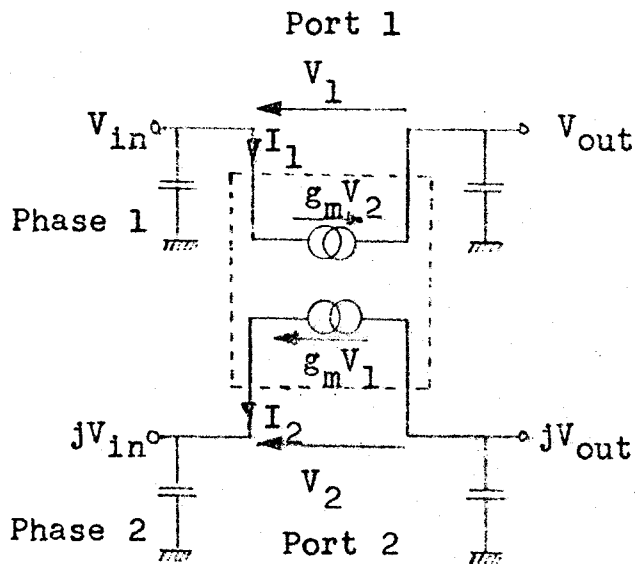 Port 1
V1
Vin
I1
Vout
gmV2
Phase 1
gmV1
jVin
I2
jVout
V2
Phase 2
Port 2